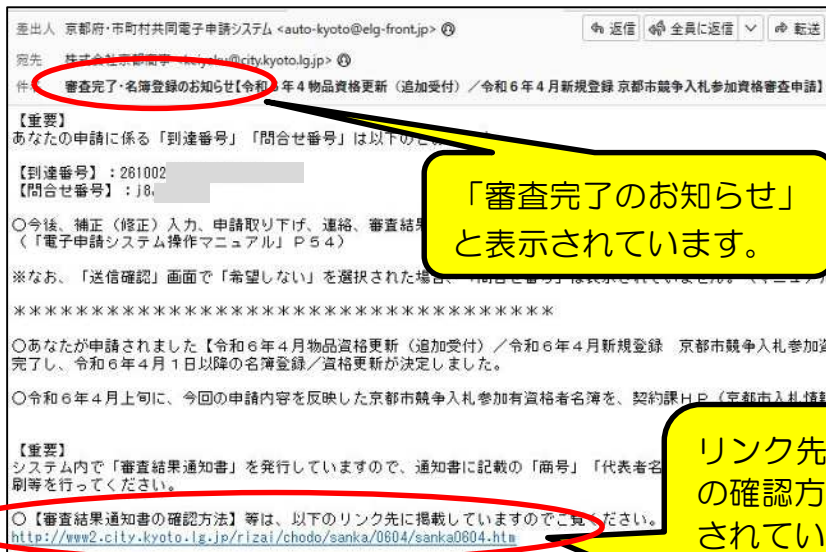 差出人 京都府・市町村共同電子申請システム <auto-kyoto@elg-front.jp>
返信 全員に返信 転送
宛先 株式会社京都商事 @city.kyoto.lg.jp>
審査完了・名簿登録のお知らせ【令和6年4物品資格更新（追加受付）／令和6年4月新規登録 京都市競争入札参加資格審査申請】
【重要】
あなたの申請に係る「到達番号」「問合せ番号」は以下の
【到達番号】：261002
【問合せ番号】：j8
「審査完了のお知らせ」
と表示されています。
○今後、補正（修正）入力、申請取り下げ、連絡、審査結
（「電子申請システム操作マニュアル」P54）
※なお、「送信確認」画面で「希望しない」を選択された場合、
＊＊＊＊＊＊＊＊＊＊＊＊＊＊＊＊＊＊＊＊＊＊＊＊＊＊＊＊＊＊＊＊＊＊＊
○あなたが申請されました【令和6年4月物品資格更新（追加受付）／令和6年4月新規登録 京都市競争入札参加資
完了し、令和6年4月1日以降の名簿登録／資格更新が決定しました。
○令和6年4月上旬に、今回の申請内容を反映した京都市競争入札参加有資格者名簿を、契約課HP（京都市入札情報
【重要】
システム内で「審査結果通知書」を発行していますので、通知書に記載の「商号」「代表者名
刷等を行ってください。
リンク先
の確認方
されてい
○【審査結果通知書の確認方法】等は、以下のリンク先に掲載していますのでご覧ください。
http://www2.city.kyoto.lg.jp/rizai/chodo/sanka/0604/sanka0604.htm